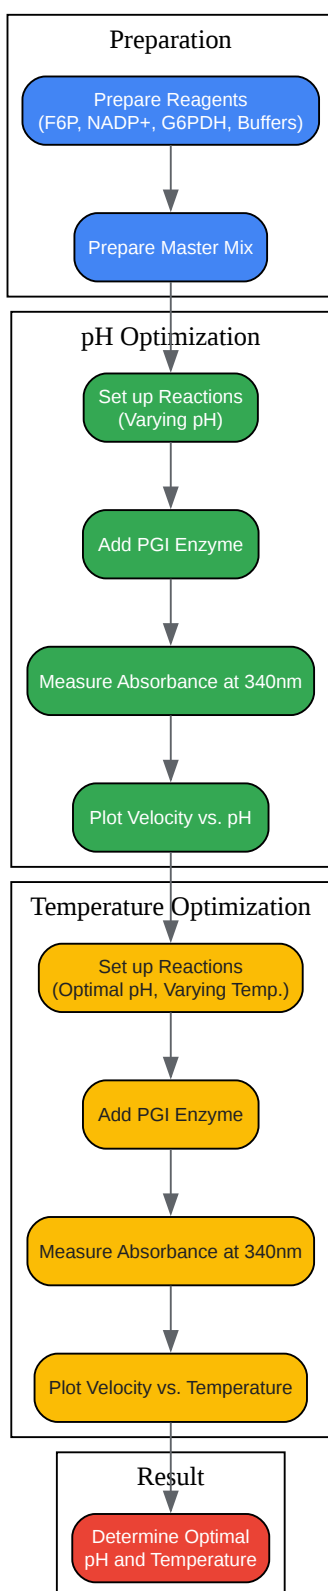 Preparation
Prepare Reagents
(F6P, NADP+, G6PDH, Buffers)
Prepare Master Mix
pH Optimization
Set up Reactions
(Varying pH)
Add PGI Enzyme
Measure Absorbance at 340nm
Plot Velocity vs. pH
Temperature Optimization
Set up Reactions
(Optimal pH, Varying Temp.)
Add PGI Enzyme
Measure Absorbance at 340nm
Plot Velocity vs. Temperature
Result
Determine Optimal
pH and Temperature